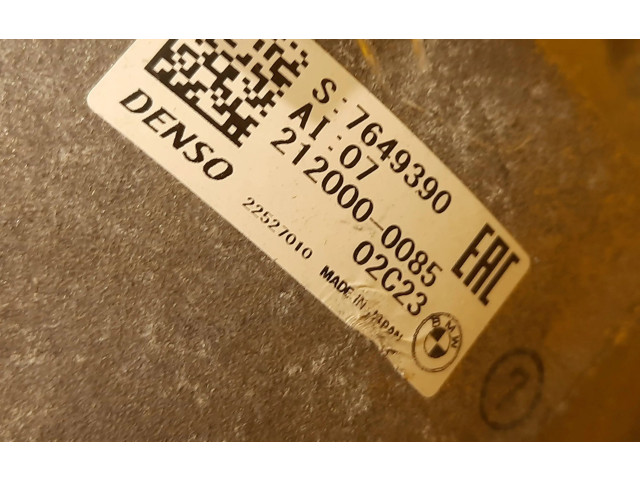 S:7649390
AI:07
212000-0085
02C23
DENSO
22527010
MADE IN JAPAN
EAC
BMW
?